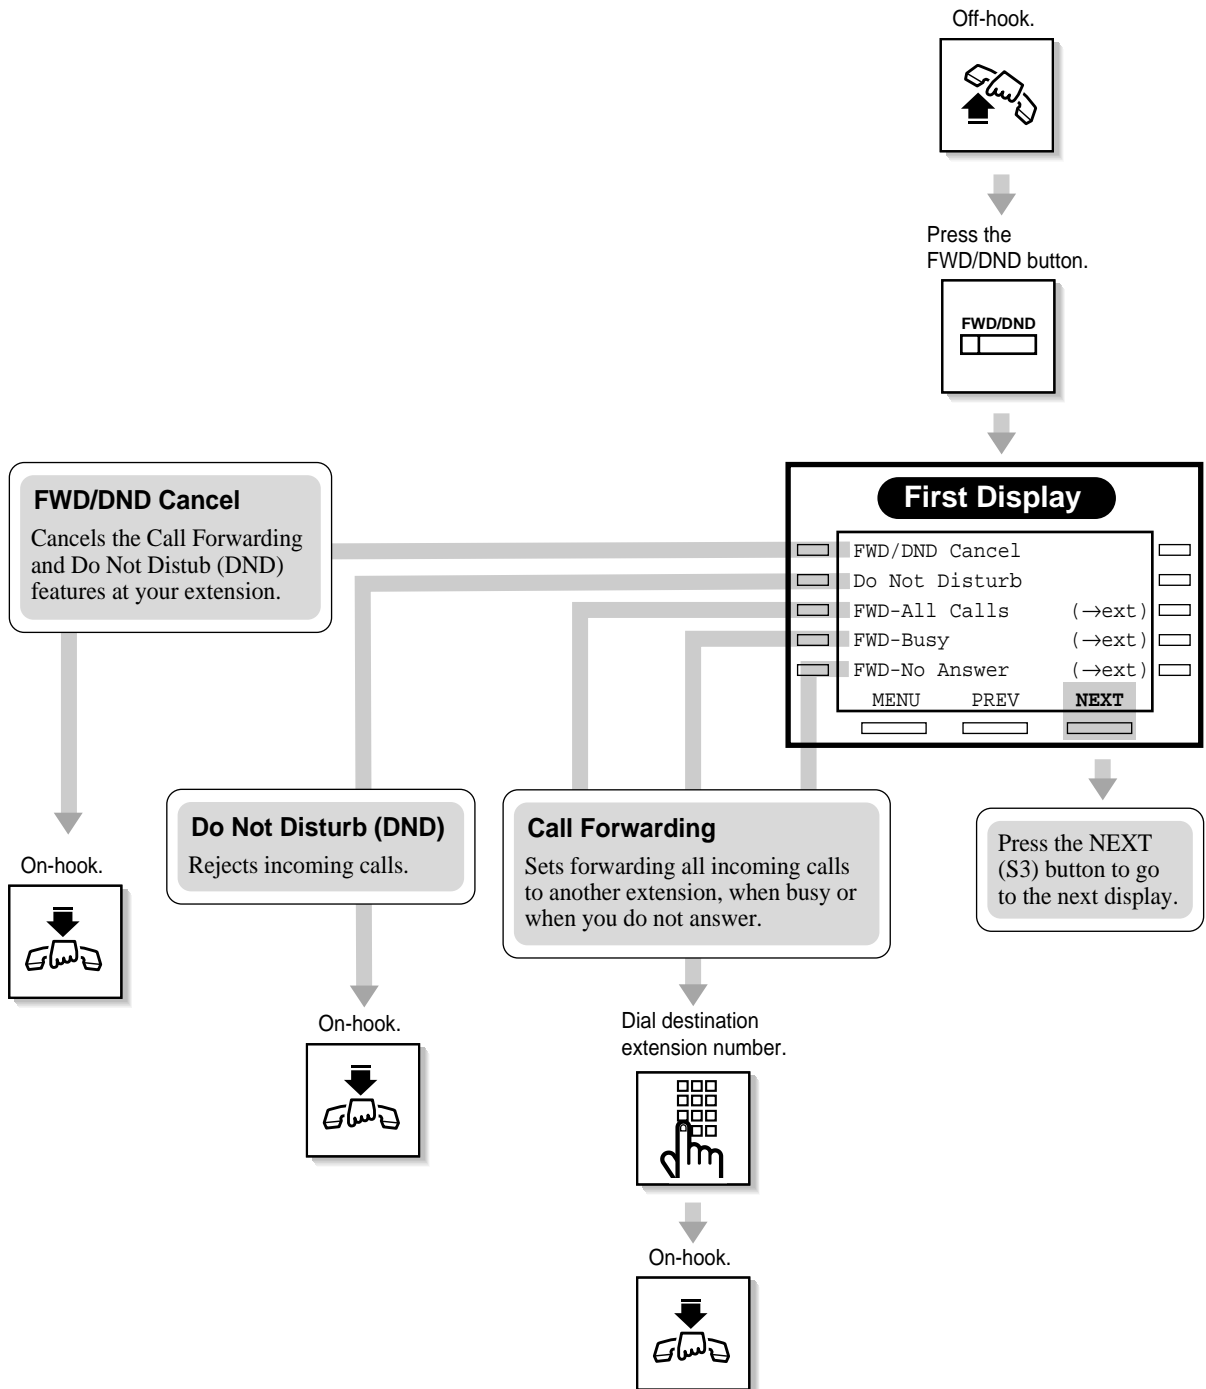 Off-hook.
Press the
FWD/DND button.
FWD/DND
First Display
FWD/DND Cancel
Do Not Disturb
FWD-All Calls (→ext)
FWD-Busy (→ext)
FWD-No Answer (→ext)
MENU PREV NEXT
FWD/DND Cancel
Cancels the Call Forwarding
and Do Not Distub (DND)
features at your extension.
On-hook.
Do Not Disturb (DND)
Rejects incoming calls.
On-hook.
Call Forwarding
Sets forwarding all incoming calls
to another extension, when busy or
when you do not answer.
Dial destination
extension number.
On-hook.
Press the NEXT
(S3) button to go
to the next display.